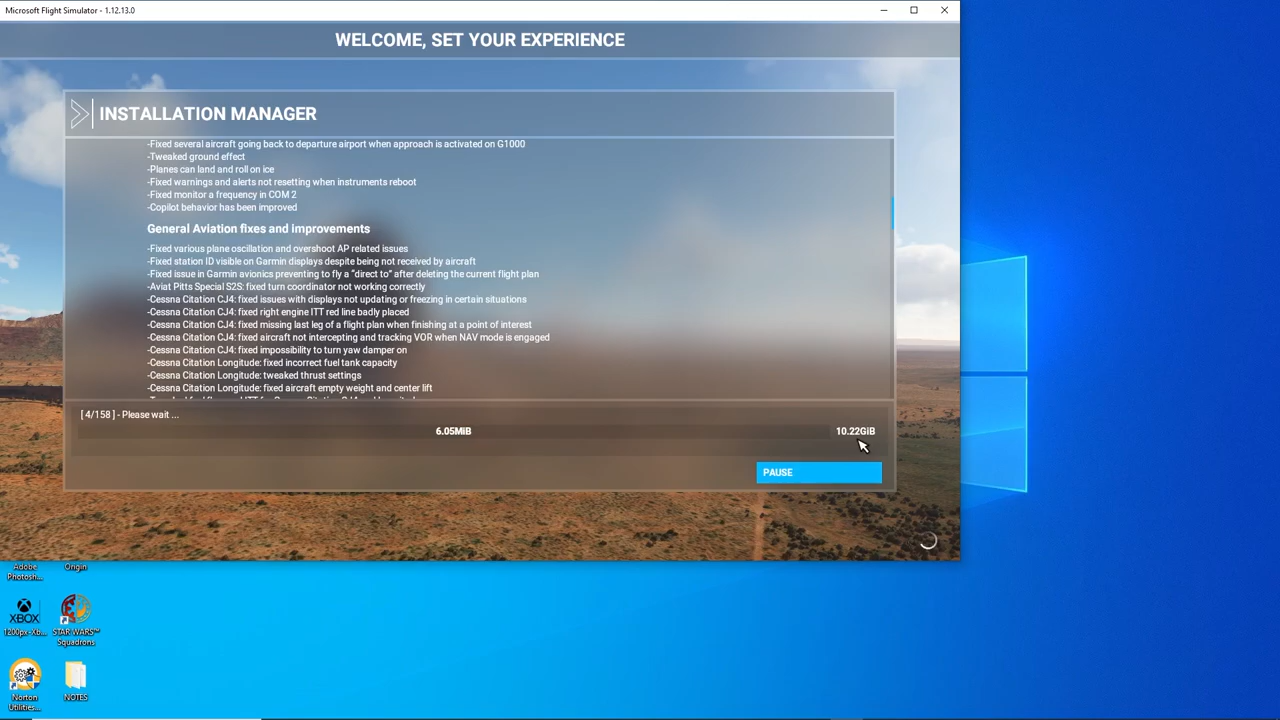 Microsoft Flight Simulator - 1.12.13.0
WELCOME, SET YOUR EXPERIENCE
INSTALLATION MANAGER
-Fixed several aircraft going back to departure airport when approach is activated on G1000
-Tweaked ground effect
-Planes can land and roll on ice
-Fixed warnings and alerts not resetting when instruments reboot
-Fixed monitor a frequency in COM 2
-Copilot behavior has been improved
General Aviation fixes and improvements
-Fixed various plane oscillation and overshoot AP related issues
-Fixed station ID visible on Garmin displays despite being not received by aircraft
-Fixed issue in Garmin avionics preventing to fly a “direct to” after deleting the current flight plan
-Aviat Pitts Special S2S: fixed turn coordinator not working correctly
-Cessna Citation CJ4: fixed issues with displays not updating or freezing in certain situations
-Cessna Citation CJ4: fixed right engine ITT red line badly placed
-Cessna Citation CJ4: fixed missing last leg of a flight plan when finishing at a point of interest
-Cessna Citation CJ4: fixed aircraft not intercepting and tracking VOR when NAV mode is engaged
-Cessna Citation CJ4: fixed impossibility to turn yaw damper on
-Cessna Citation Longitude: fixed incorrect fuel tank capacity
-Cessna Citation Longitude: tweaked thrust settings
-Cessna Citation Longitude: fixed aircraft empty weight and center lift
[ 4/158 ] - Please wait ...
6.05MiB
10.22GiB
PAUSE
Adobe
Photosh...
Origin
XBOX
1200px-Xb...
STAR WARS™
Squadrons
Norton
Utilities...
NOTES